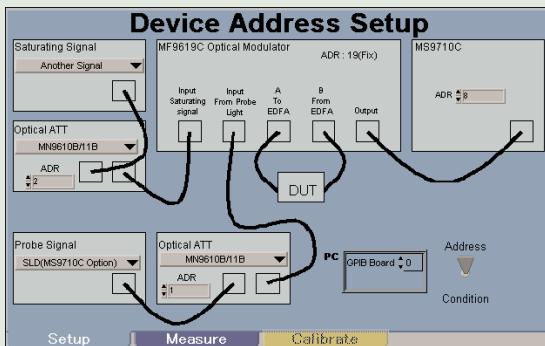 Device Address Setup
Saturating Signal
Another Signal
MF9619C Optical Modulator
ADR : 19(Fix)
MS9710C
Input
Saturating
signal
Input
From Probe
Light
A
To
EDFA
B
From
EDFA
Output
ADR
8
Optical ATT
MN9610B/11B
ADR
2
DUT
Probe Signal
SLD(MS9710C Option)
Optical ATT
MN9610B/11B
ADR
1
PC
GPIB Board
0
Address
Condition
Setup
Measure
Calibrate